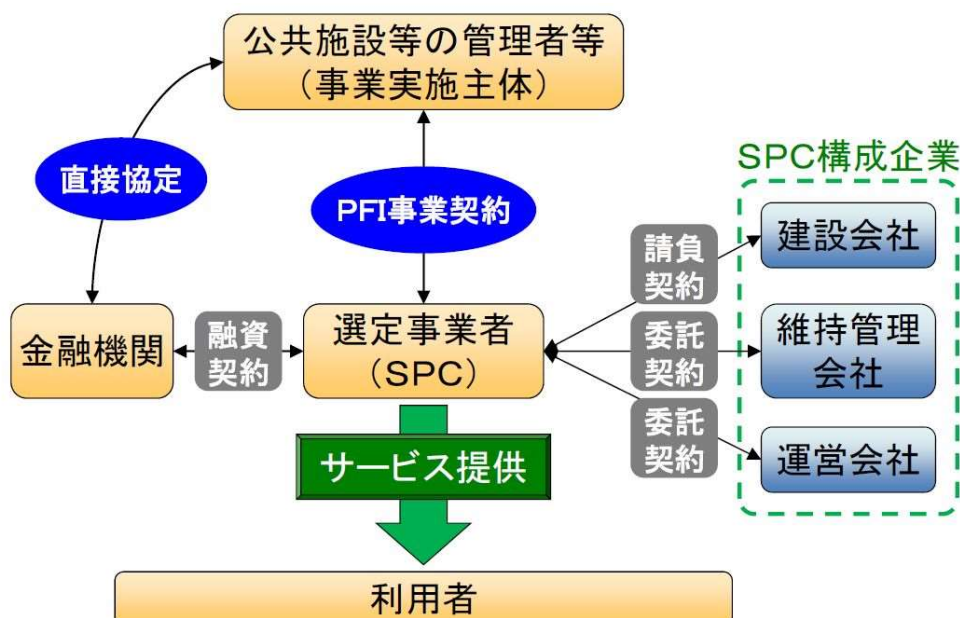 公共施設等の管理者等
（事業実施主体）
直接協定
PFI事業契約
SPC構成企業
請負
契約
建設会社
金融機関
融資
契約
選定事業者
（SPC）
委託
契約
維持管理
会社
委託
契約
運営会社
サービス提供
利用者